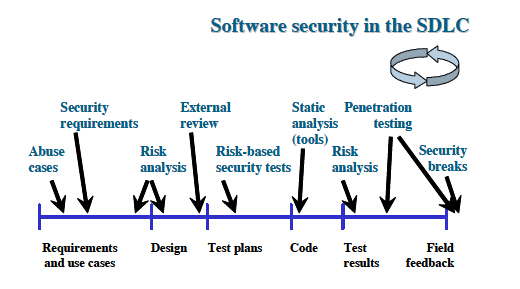 Software security in the SDLC
Security
requirements
External
review
Static
analysis
(tools)
Penetration
testing
Abuse
cases
Risk
analysis
Risk-based
security tests
Risk
analysis
Security
breaks
Requirements
and use cases
Design
Test plans
Code
Test
results
Field
feedback